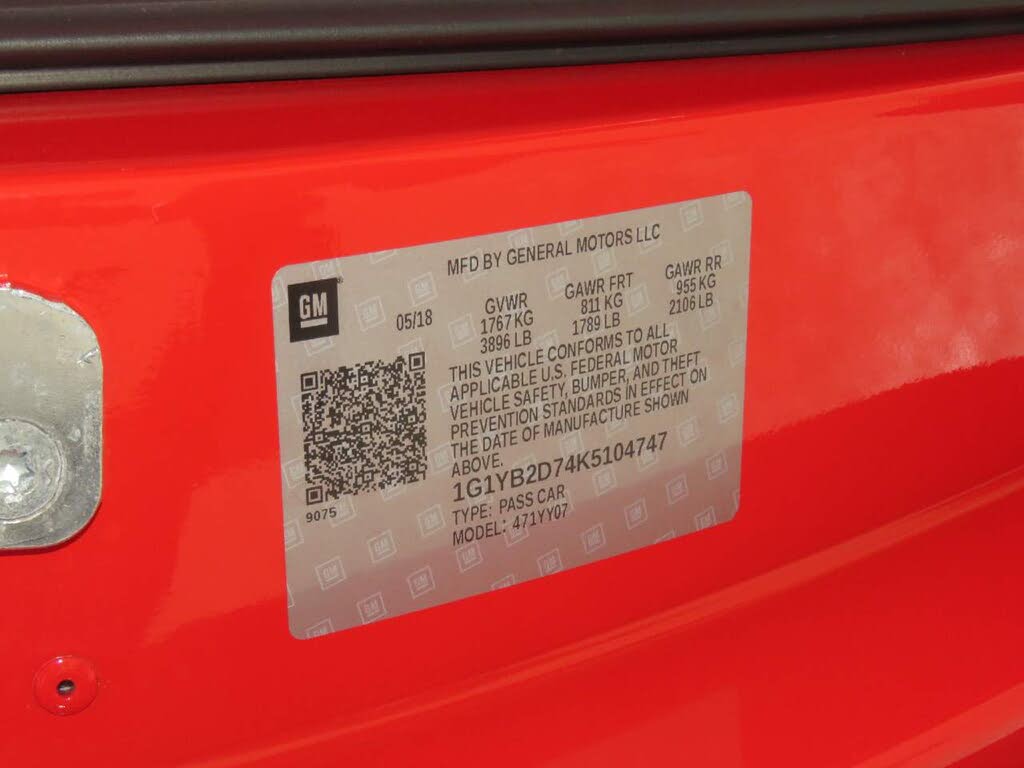 MFD BY GENERAL MOTORS LLC
GM
05/18
GVWR
1767 KG
3896 LB
GAWR FRT
811 KG
1789 LB
GAWR RR
955 KG
2106 LB
THIS VEHICLE CONFORMS TO ALL
APPLICABLE U.S. FEDERAL MOTOR
VEHICLE SAFETY, BUMPER, AND THEFT
PREVENTION STANDARDS IN EFFECT ON
THE DATE OF MANUFACTURE SHOWN
ABOVE.
1G1YB2D74K5104747
TYPE: PASS CAR
MODEL: 471YY07
9075